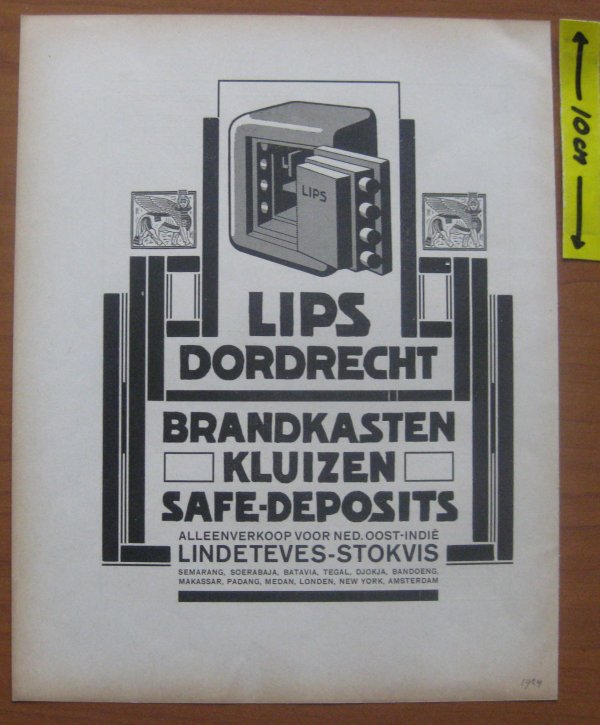 LIPS
LIPS
DORDRECHT
BRANDKASTEN
KLUIZEN
SAFE-DEPOSITS
ALLEENVERKOOP VOOR NED. OOST-INDIË
LINDETEVES-STOKVIS
SEMARANG, SOERABAJA, BATAVIA, TEGAL, DJOKJA, BANDOENG,
MAKASSAR, PADANG, MEDAN, LONDEN, NEW YORK, AMSTERDAM
10cm